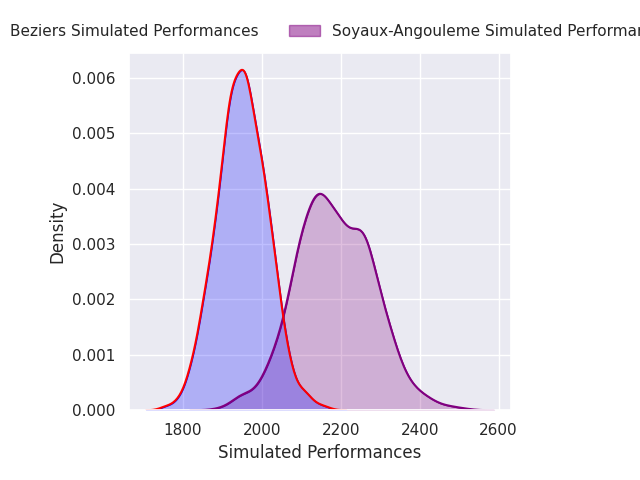 Beziers Simulated Performances
Soyaux-Angouleme Simulated
0.006
0.005
0.004
0.003
0.002
0.001
0.000
Density
1800 2000 2200 2400 2600
Simulated Performances